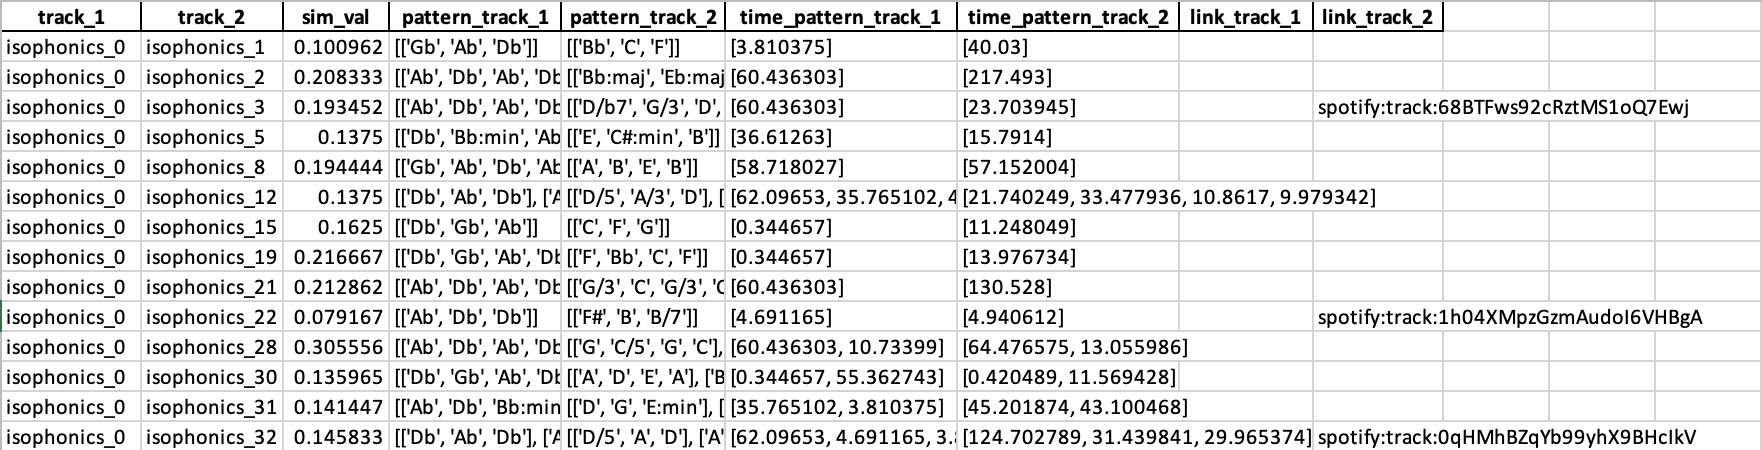 track_1 track_2 sim_val pattern_track_1 pattern_track_2 time_pattern_track_1 time_pattern_track_2 link_track_1 link_track_2
isophonics_0 isophonics_1 0.100962 [['Gb', 'Ab', 'Db']] [['Bb', 'C', 'F']] [3.810375] [40.03]
isophonics_0 isophonics_2 0.208333 [['Ab', 'Db', 'Ab', 'Db [['Bb:maj', 'Eb:maj [60.436303] [217.493]
isophonics_0 isophonics_3 0.193452 [['Ab', 'Db', 'Ab', 'Db [['D/b7', 'G/3', 'D', [60.436303] [23.703945] spotify:track:68BTFws92cRztMS1oQ7Ewj
isophonics_0 isophonics_5 0.1375 [['Db', 'Bb:min', 'Ab [['E', 'C#:min', 'B']] [36.61263] [15.7914]
isophonics_0 isophonics_8 0.194444 [['Gb', 'Ab', 'Db', 'Ab [['A', 'B', 'E', 'B']] [58.718027] [57.152004]
isophonics_0 isophonics_12 0.1375 [['Db', 'Ab', 'Db'], ['A [['D/5', 'A/3', 'D'], [ [62.09653, 35.765102, 4 [21.740249, 33.477936, 10.8617, 9.979342]
isophonics_0 isophonics_15 0.1625 [['Db', 'Gb', 'Ab']] [['C', 'F', 'G']] [0.344657] [11.248049]
isophonics_0 isophonics_19 0.216667 [['Db', 'Gb', 'Ab', 'Db [['F', 'Bb', 'C', 'F']] [0.344657] [13.976734]
isophonics_0 isophonics_21 0.212862 [['Ab', 'Db', 'Ab', 'Db [['G/3', 'C', 'G/3', 'C [60.436303] [130.528]
isophonics_0 isophonics_22 0.079167 [['Ab', 'Db', 'Db']] [['F#', 'B', 'B/7']] [4.691165] [4.940612] spotify:track:1h04XMpzGzmAudoI6VHBgA
isophonics_0 isophonics_28 0.305556 [['Ab', 'Db', 'Ab', 'Db [['G', 'C/5', 'G', 'C'], [60.436303, 10.73399] [64.476575, 13.055986]
isophonics_0 isophonics_30 0.135965 [['Db', 'Gb', 'Ab', 'Db [['A', 'D', 'E', 'A'], ['B [0.344657, 55.362743] [0.420489, 11.569428]
isophonics_0 isophonics_31 0.141447 [['Ab', 'Db', 'Bb:min [['D', 'G', 'E:min'], [ [35.765102, 3.810375] [45.201874, 43.100468]
isophonics_0 isophonics_32 0.145833 [['Db', 'Ab', 'Db'], ['A [['D/5', 'A', 'D'], ['A' [62.09653, 4.691165, 3. [124.702789, 31.439841, 29.965374] spotify:track:0qHMhBZqYb99yhX9BHcIkV